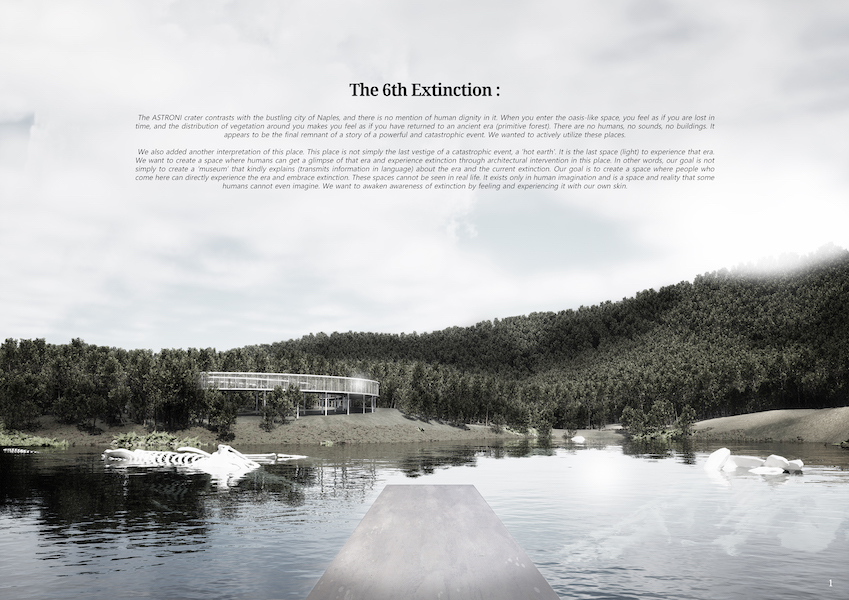 The 6th Extinction :
The ASTRONI crater contrasts with the bustling city of Naples, and there is no mention of human dignity in it. When you enter the oasis-like space, you feel as if you are lost in
time, and the distribution of vegetation around you makes you feel as if you have returned to an ancient era (primitive forest). There are no humans, no sounds, no buildings. It
appears to be the final remnant of a story of a powerful and catastrophic event. We wanted to actively utilize these places.
We also added another interpretation of this place. This place is not simply the last vestige of a catastrophic event, a 'hot earth'. It is the last space (light) to experience that era.
We want to create a space where humans can get a glimpse of that era and experience extinction through architectural intervention in this place. In other words, our goal is not
simply to create a 'museum' that kindly explains (transmits information in language) about the era and the current extinction. Our goal is to create a space where people who
come here can directly experience the era and embrace extinction. These spaces cannot be seen in real life. It exists only in human imagination and is a space and reality that some
humans cannot even imagine. We want to awaken awareness of extinction by feeling and experiencing it with our own skin.
1